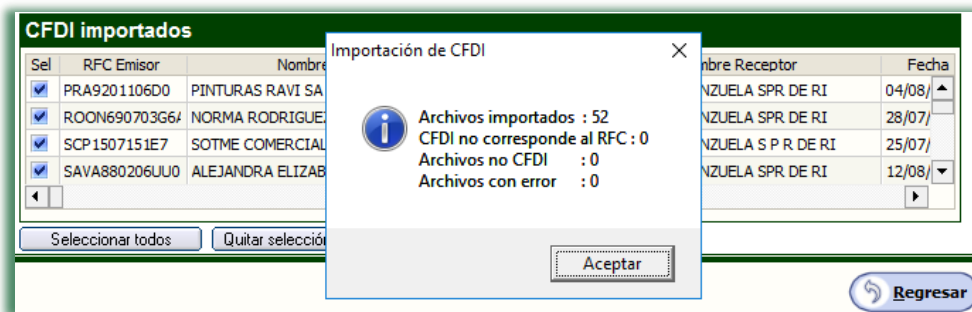 CFDI importados
Importación de CFDI
Sel RFC Emisor Nombre mbre Receptor Fecha
PRA9201106D0 PINTURAS RAVI SA NZUELA SPR DE RI 04/08/
ROON690703G6 NORMA RODRIGUEZ NZUELA SPR DE RI 28/07/
SCP1507151E7 SOTME COMERCIAL NZUELA S P R DE RI 25/07/
SAVA880206UU0 ALEJANDRA ELIZAB NZUELA SPR DE RI 12/08/
Archivos importados : 52
CFDI no corresponde al RFC : 0
Archivos no CFDI : 0
Archivos con error : 0
Seleccionar todos Quitar selección
Aceptar
Regresar